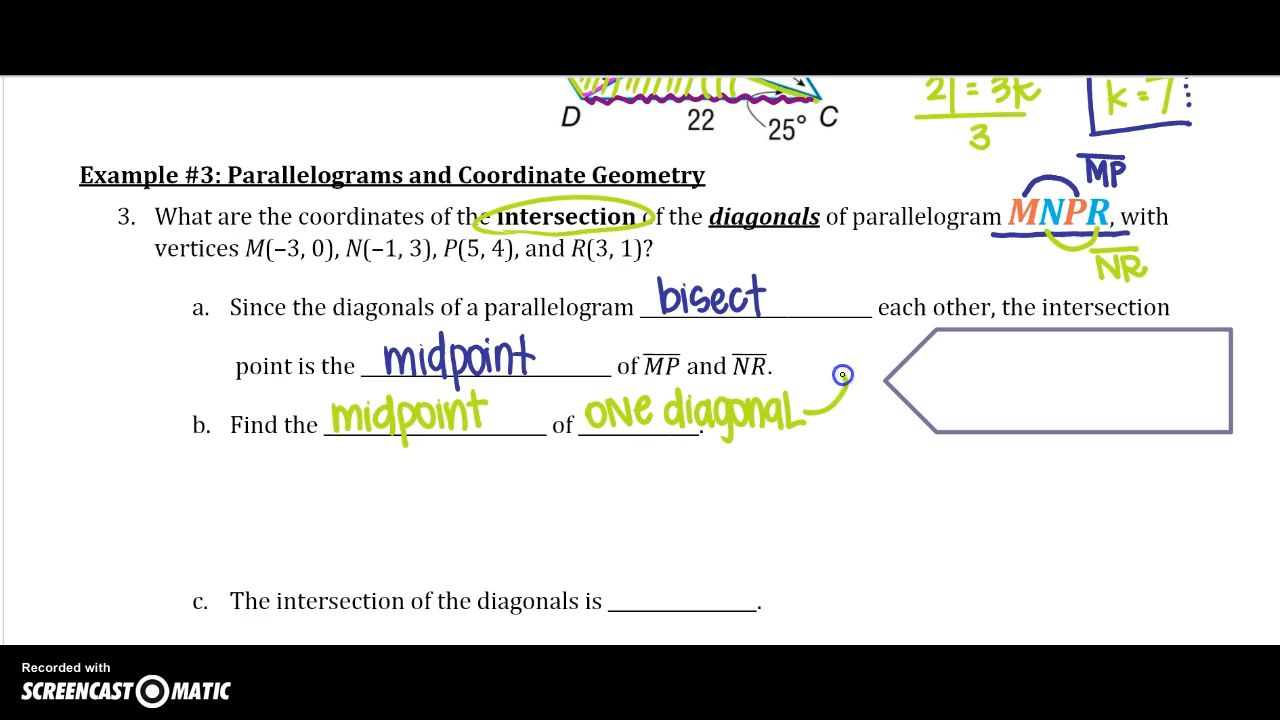 D 22 25° C
21 = 3k
3
k = 7
Example #3: Parallelograms and Coordinate Geometry
MP
3. What are the coordinates of the intersection of the diagonals of parallelogram MNPR, with
vertices M(–3, 0), N(–1, 3), P(5, 4), and R(3, 1)?
NR
a. Since the diagonals of a parallelogram bisect each other, the intersection
point is the midpoint of MP and NR.
b. Find the midpoint of ONE diagonal.
c. The intersection of the diagonals is ____________.
Recorded with
SCREENCAST MATIC